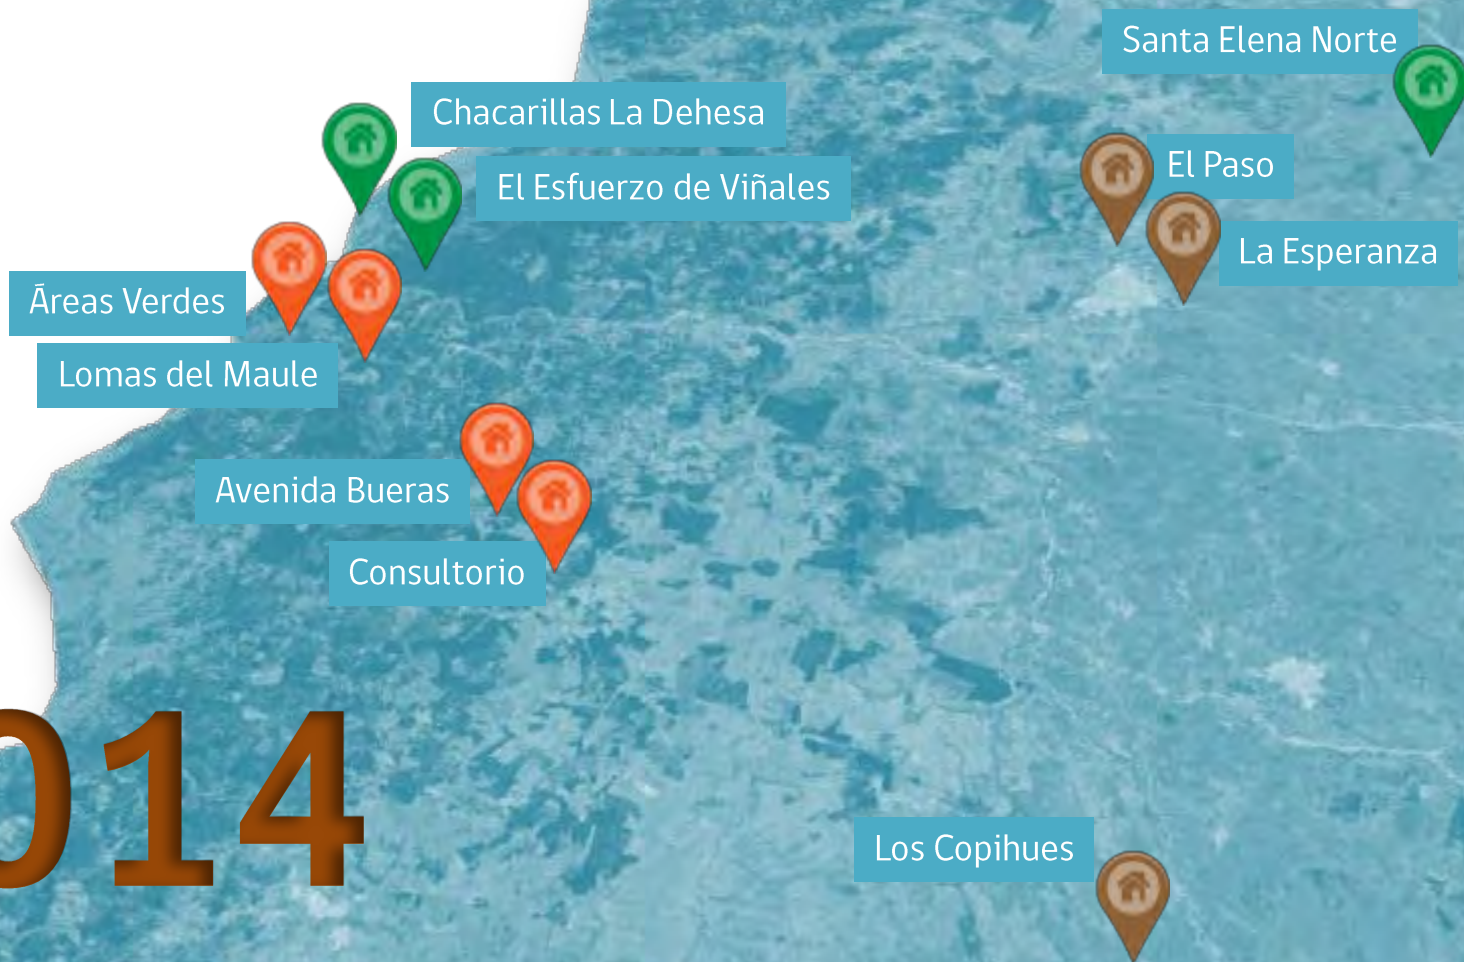 Santa Elena Norte
Chacarillas La Dehesa
El Paso
El Esfuerzo de Viñales
La Esperanza
Áreas Verdes
Lomas del Maule
Avenida Bueras
Consultorio
014
Los Copihues